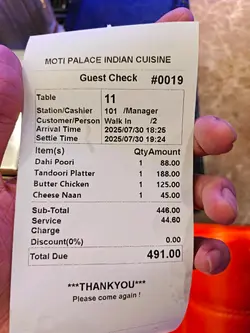 MOTI PALACE INDIAN CUISINE
Guest Check #0019
Table 11
Station/Cashier 101 /Manager
Customer/Person Walk In /2
Arrival Time 2025/07/30 18:25
Settle Time 2025/07/30 19:24
Item(s) QtyAmount
Dahi Poori 1 88.00
Tandoori Platter 1 188.00
Butter Chicken 1 125.00
Cheese Naan 1 45.00
Sub-Total 446.00
Service 44.60
Charge
Discount(0%) 0.00
Total Due 491.00
***THANKYOU***
Please come again !